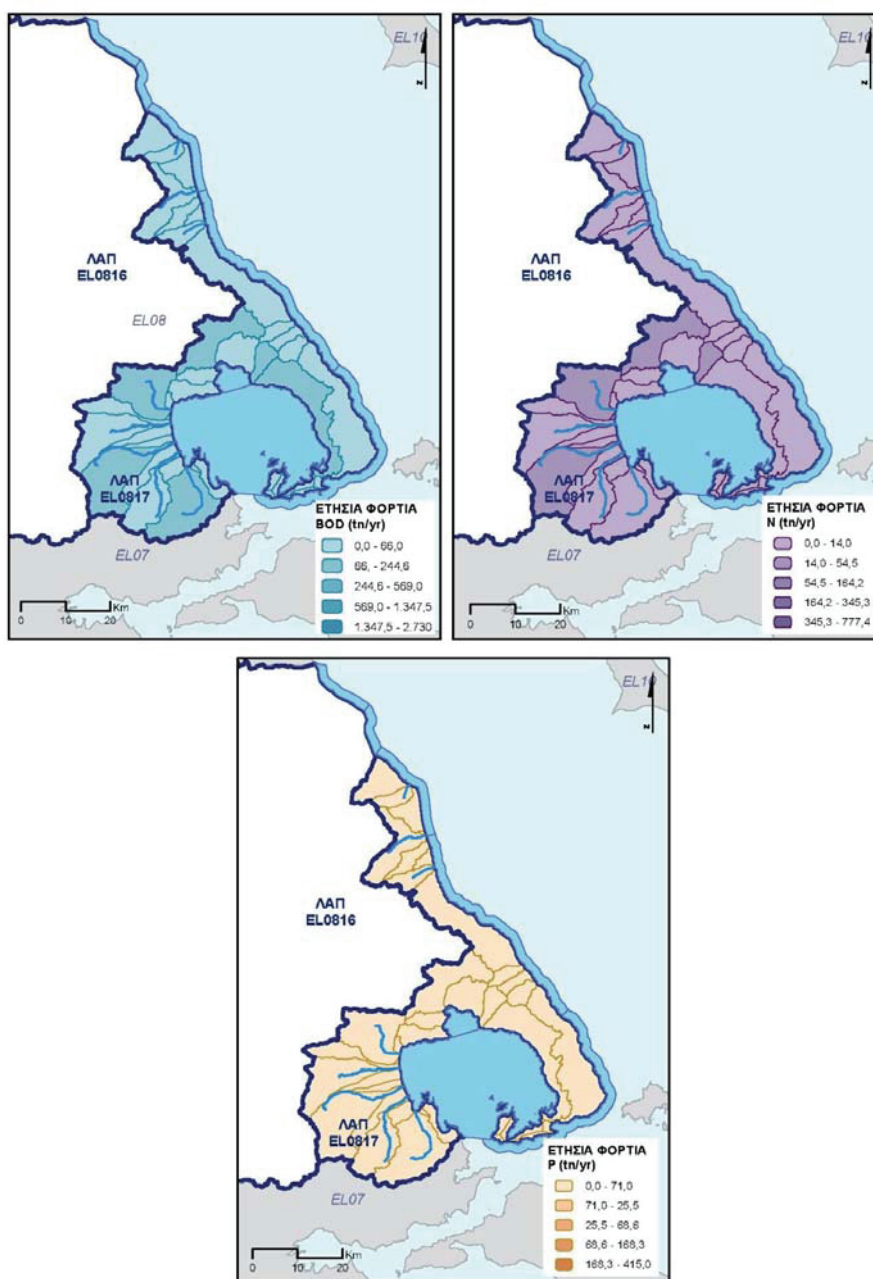 EL10
N
ΛΑΠ
EL0816
EL08
ΛΑΠ
EL0817
EL07
ΕΤΗΣΙΑ ΦΟΡΤΙΑ
BOD (tn/yr)
0,0 - 66,0
66,- 244,6
244,6 - 569,0
569,0 - 1.347,5
1.347,5 - 2.730
0 10 20 Km
EL10
N
ΛΑΠ
EL0816
ΛΑΠ
EL0817
EL07
ΕΤΗΣΙΑ ΦΟΡΤΙΑ
N (tn/yr)
0,0 - 14,0
14,0 - 54,5
54,5 - 164,2
164,2 - 345,3
345,3 - 777,4
0 10 20 Km
EL10
N
ΛΑΠ
EL0816
ΛΑΠ
EL0817
EL07
ΕΤΗΣΙΑ ΦΟΡΤΙΑ
P (tn/yr)
0,0 - 71,0
71,0 - 25,5
25,5 - 68,6
68,6 - 168,3
168,3 - 415,0
0 10 20 Km